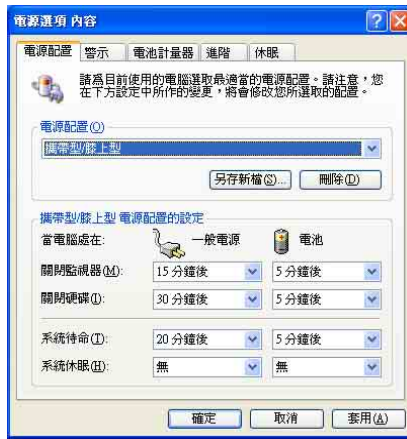 電源選項 內容
電源配置 警示 電池計量器 進階 休眠
請為目前使用的電腦選取最適當的電源配置。請注意，您
在下方設定中所作的變更，將會修改您所選取的配置。
電源配置(O)
攜帶型/膝上型
另存新檔(S)... 刪除(D)
攜帶型/膝上型 電源配置的設定
當電腦處在: 一般電源 電池
關閉監視器(M): 15 分鐘後 5 分鐘後
關閉硬碟(I): 30 分鐘後 5 分鐘後
系統待命(T): 20 分鐘後 5 分鐘後
系統休眠(H): 無 無
確定 取消 套用(A)